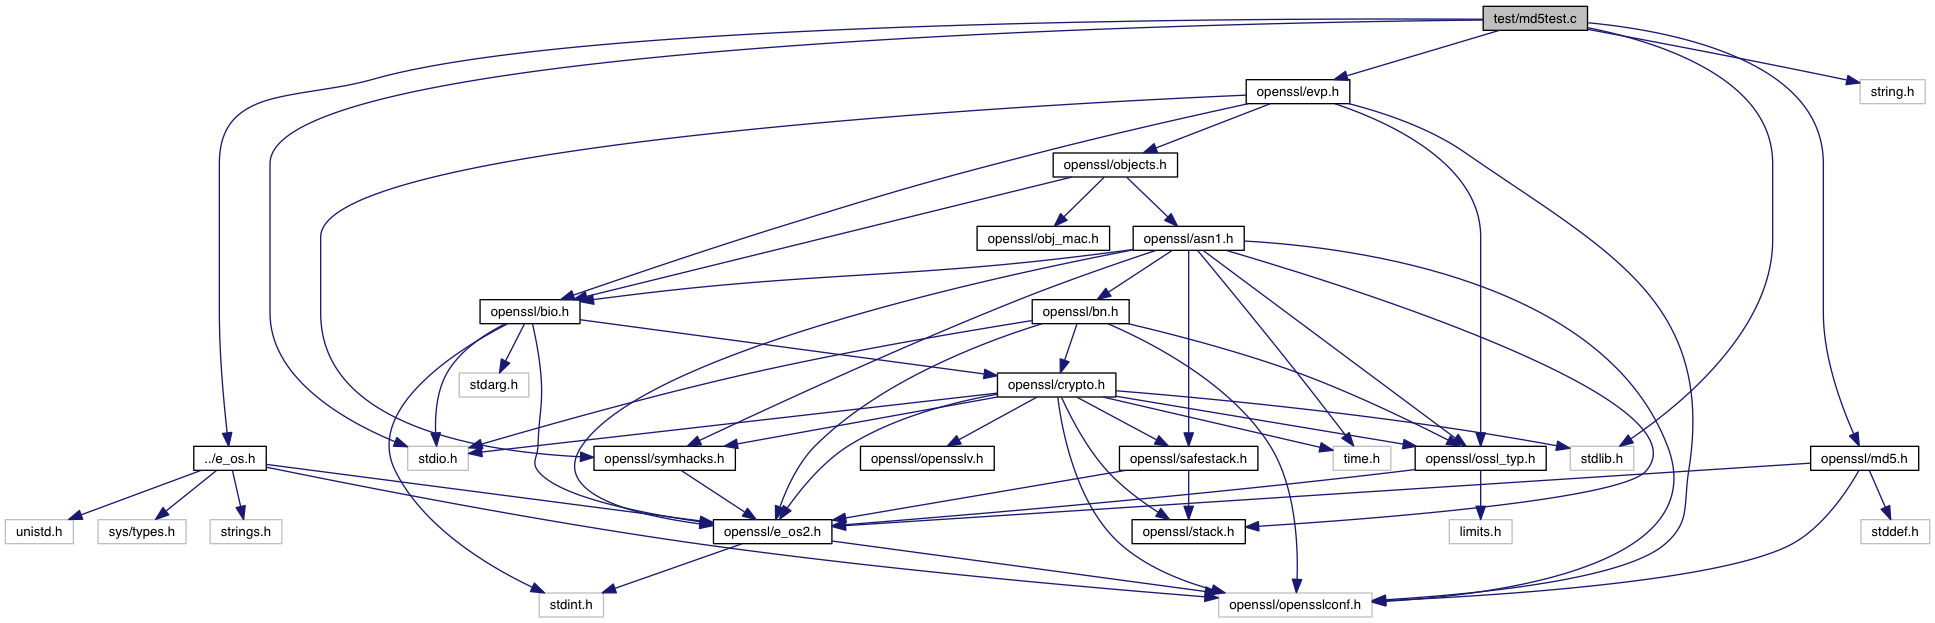 test/md5test.c
openssl/evp.h
string.h
openssl/objects.h
openssl/obj_mac.h
openssl/asn1.h
openssl/bio.h
openssl/bn.h
stdarg.h
openssl/crypto.h
../e_os.h
stdio.h
openssl/symhacks.h
openssl/opensslv.h
openssl/safestack.h
time.h
openssl/ossl_typ.h
stdlib.h
openssl/md5.h
unistd.h
sys/types.h
strings.h
openssl/e_os2.h
openssl/stack.h
limits.h
stddef.h
stdint.h
openssl/opensslconf.h